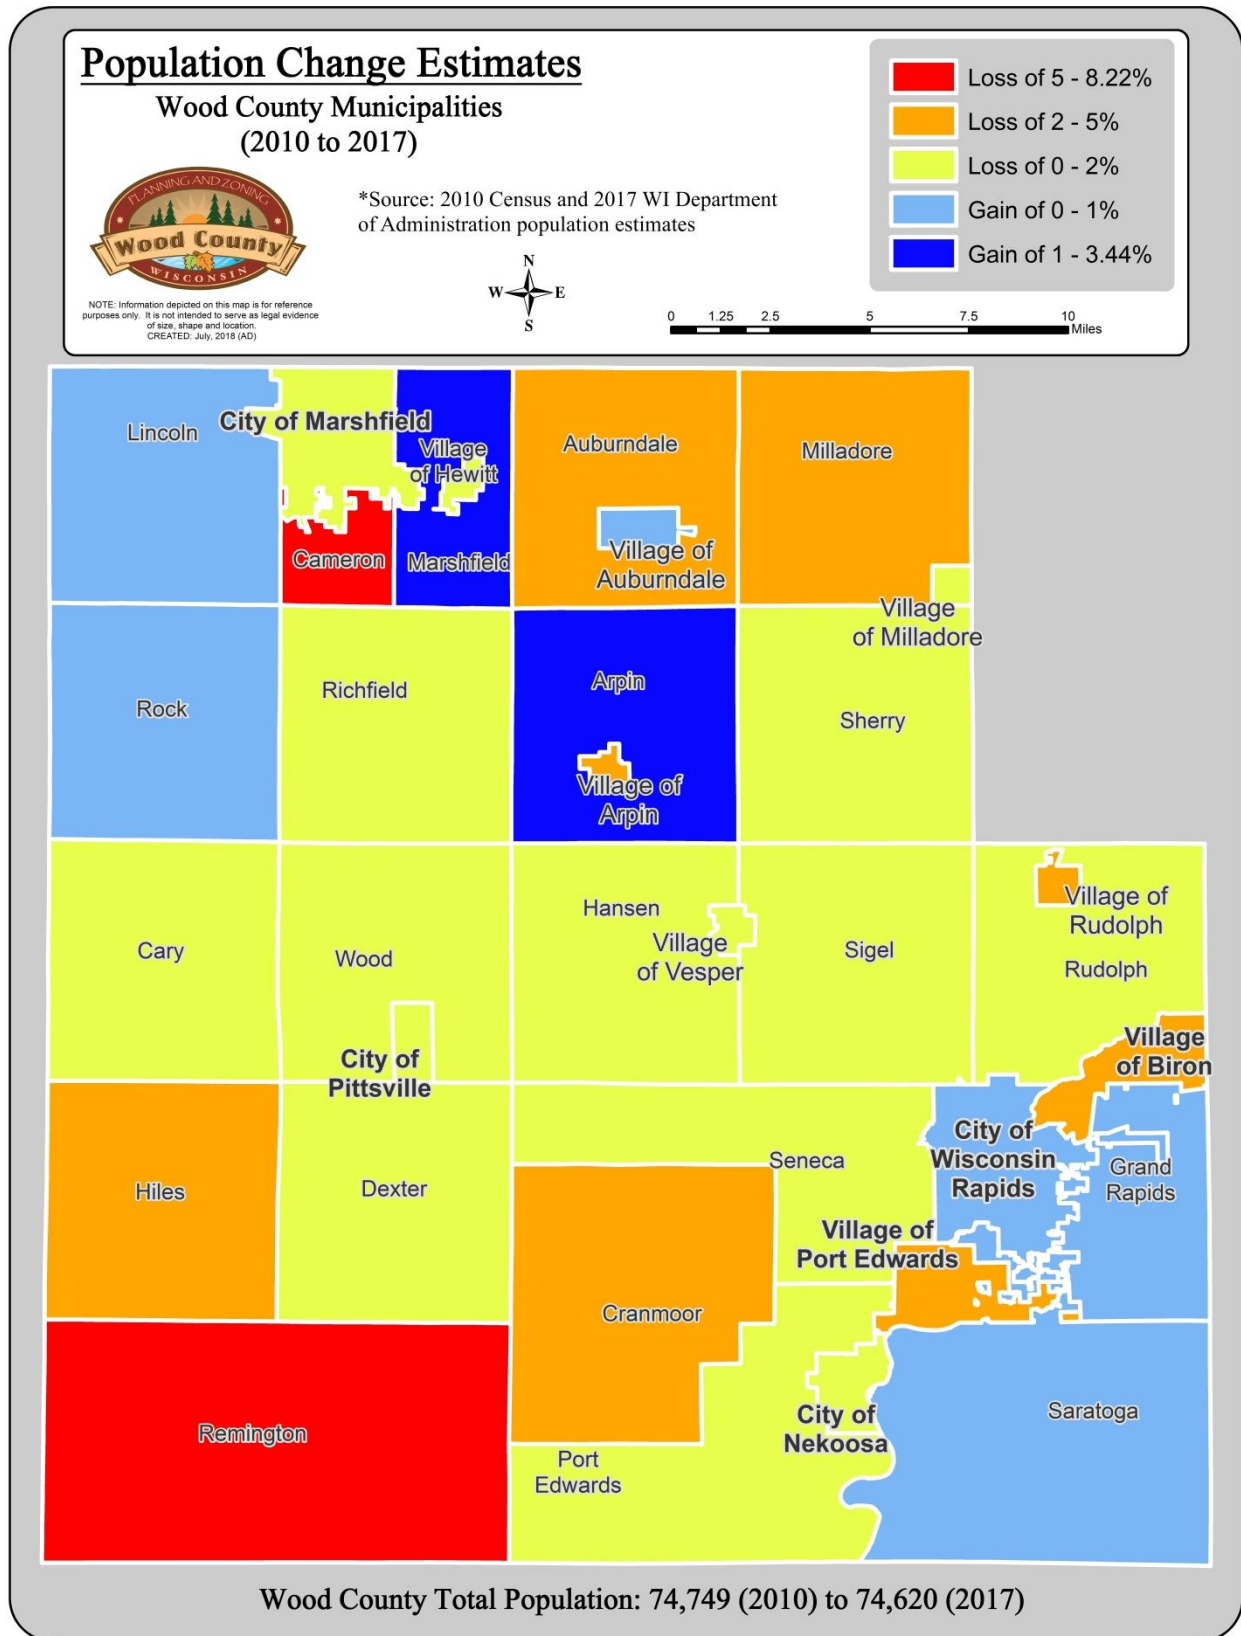 Population Change Estimates
Wood County Municipalities
(2010 to 2017)
PLANNING AND ZONING
Wood County
WISCONSIN
NOTE: Information depicted on this map is for reference
purposes only. It is not intended to serve as legal evidence
of size, shape and location.
CREATED: July, 2018 (AD)
*Source: 2010 Census and 2017 WI Department
of Administration population estimates
N
W E
S
Loss of 5 - 8.22%
Loss of 2 - 5%
Loss of 0 - 2%
Gain of 0 - 1%
Gain of 1 - 3.44%
0 1.25 2.5 5 7.5 10
Miles
Lincoln
City of Marshfield
Village
of Hewitt
Auburndale
Milladore
Cameron
Marshfield
Village of
Auburndale
Village
of Milladore
Rock
Richfield
Arpin
Sherry
Village of
Arpin
Cary
Wood
Hansen
Village
of Vesper
Sigel
Village of
Rudolph
Rudolph
City of
Pittsville
Village
of Biron
Hiles
Dexter
Seneca
City of
Wisconsin
Rapids
Grand
Rapids
Village of
Port Edwards
Cranmoor
Remington
City of
Nekoosa
Saratoga
Port
Edwards
Wood County Total Population: 74,749 (2010) to 74,620 (2017)